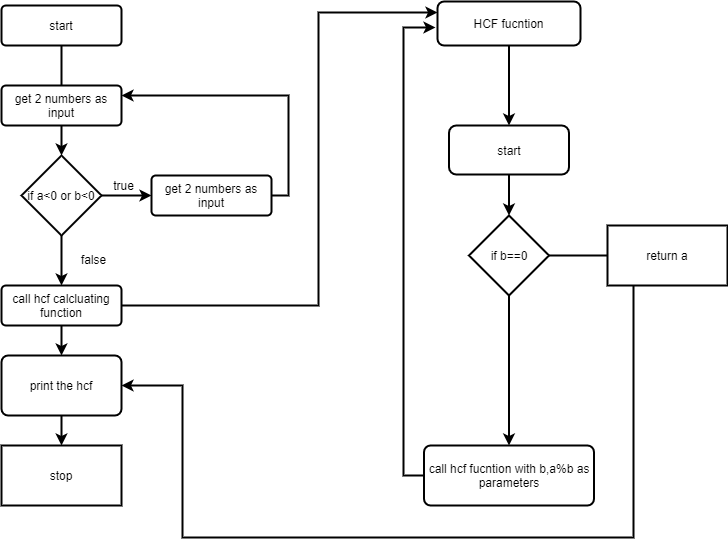 start
get 2 numbers as
input
if a<0 or b<0
true
get 2 numbers as
input
false
call hcf calcluating
function
print the hcf
stop
HCF fucntion
start
if b==0
return a
call hcf fucntion with b,a%b as
parameters